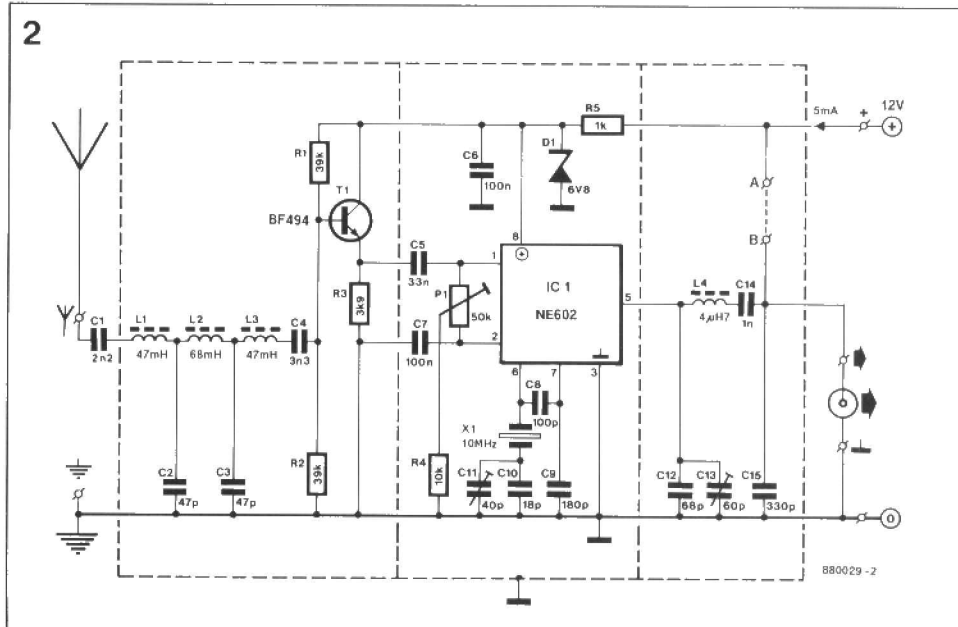 2
R5
1k
5mA
+
12V
R1
39k
C6
100n
D1
6V8
A
T1
BF494
B
8
C5
33n
1
R3
3k9
P1
50k
IC 1
NE602
5
L4
4µH7
C14
1n
C1
2n2
L1
47mH
L2
68mH
L3
47mH
C4
3n3
C7
100n
2
6
7
3
C8
100p
X1
10MHz
R2
39k
R4
10k
C2
47p
C3
47p
C11
40p
C10
18p
C9
180p
C12
68p
C13
60p
C15
330p
0
880029-2